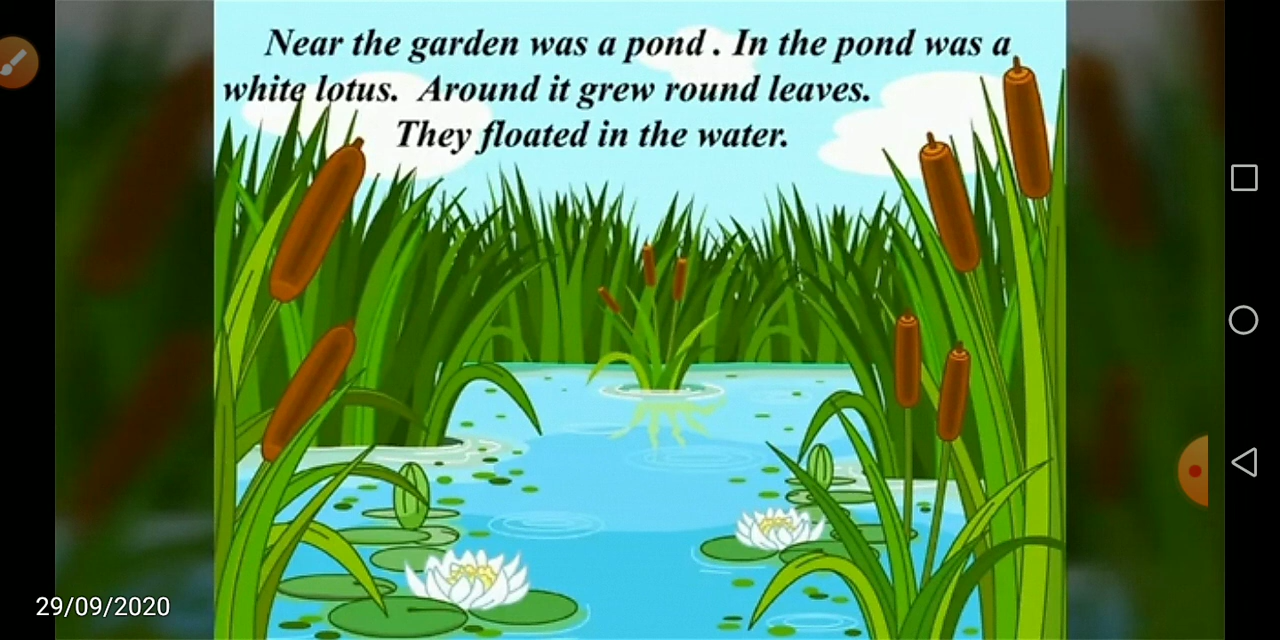 Near the garden was a pond . In the pond was a
white lotus. Around it grew round leaves.
They floated in the water.
29/09/2020